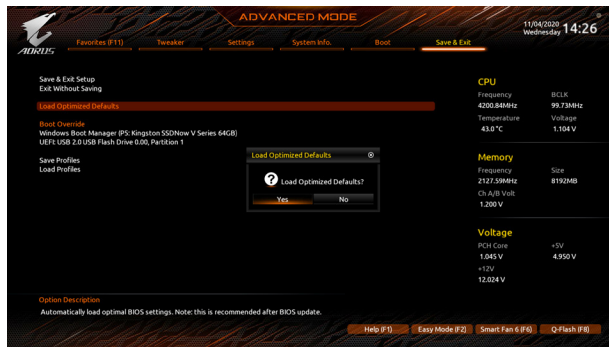 ADVANCED MODE
11/04/2020 14:26
Wednesday
AORUS
Favorites (F11) Tweaker Settings System Info. Boot Save & Exit
Save & Exit Setup
Exit Without Saving
Load Optimized Defaults
Boot Override
Windows Boot Manager (P5: Kingston SSDNow V Series 64GB)
UEFI: USB 2.0 USB Flash Drive 0.00, Partition 1
Save Profiles
Load Profiles
Load Optimized Defaults
Load Optimized Defaults?
Yes No
CPU
Frequency BCLK
4200.84MHz 99.73MHz
Temperature Voltage
43.0 °C 1.104 V
Memory
Frequency Size
2127.59MHz 8192MB
Ch A/B Volt
1.200 V
Voltage
PCH Core +5V
1.045 V 4.950 V
+12V
12.024 V
Option Description
Automatically load optimal BIOS settings. Note: this is recommended after BIOS update.
Help (F1) Easy Mode (F2) Smart Fan 6 (F6) Q-Flash (F8)